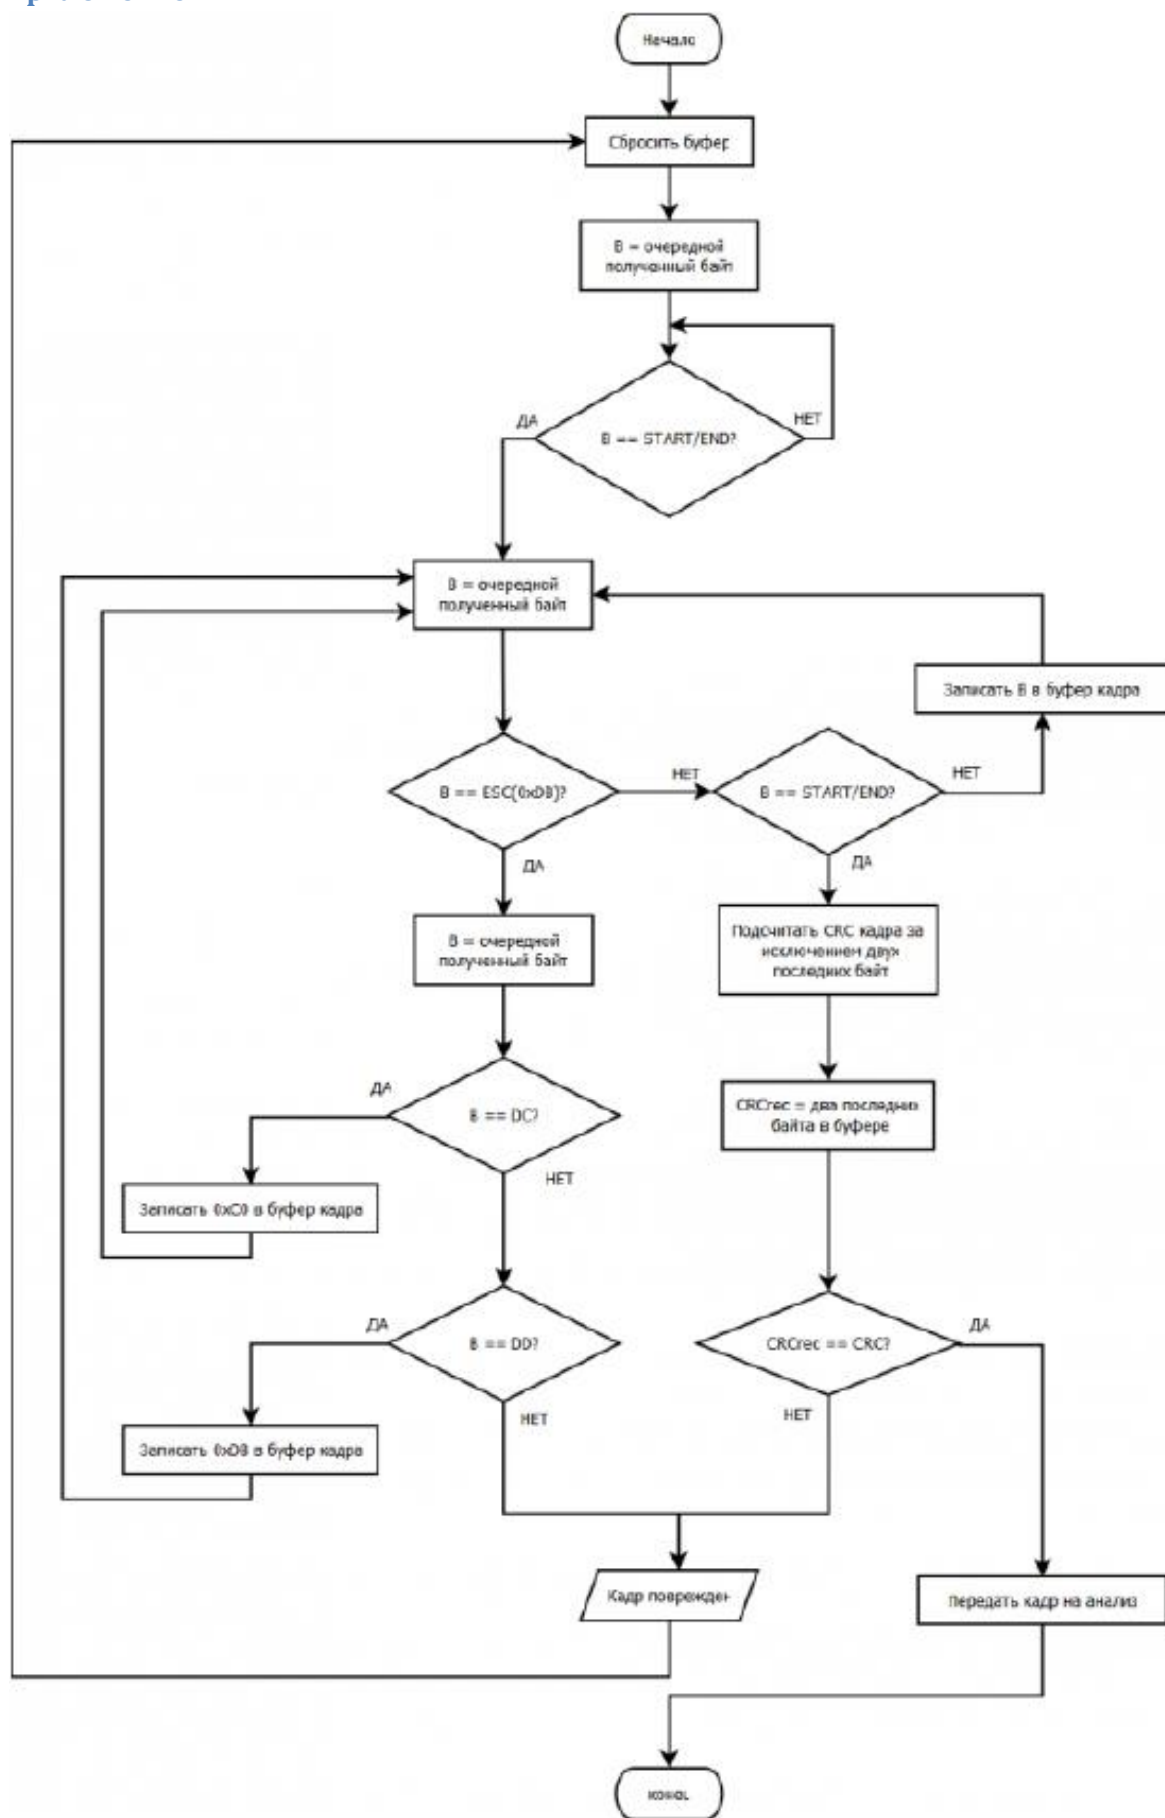 Начало
Сбросить буфер
B = очередной
полученный байт
B == START/END?
ДА
НЕТ
B = очередной
полученный байт
Записать B в буфер кадра
B == ESC(0xDB)?
НЕТ
B == START/END?
НЕТ
ДА
ДА
B = очередной
полученный байт
Подсчитать CRC кадра за
исключением двух
последних байт
B == DC?
ДА
НЕТ
CRCrec = два последних
байта в буфере
Записать 0xC0 в буфер кадра
B == DD?
ДА
НЕТ
CRCrec == CRC?
ДА
НЕТ
Записать 0xDB в буфер кадра
Кадр поврежден
Передать кадр на анализ
конец